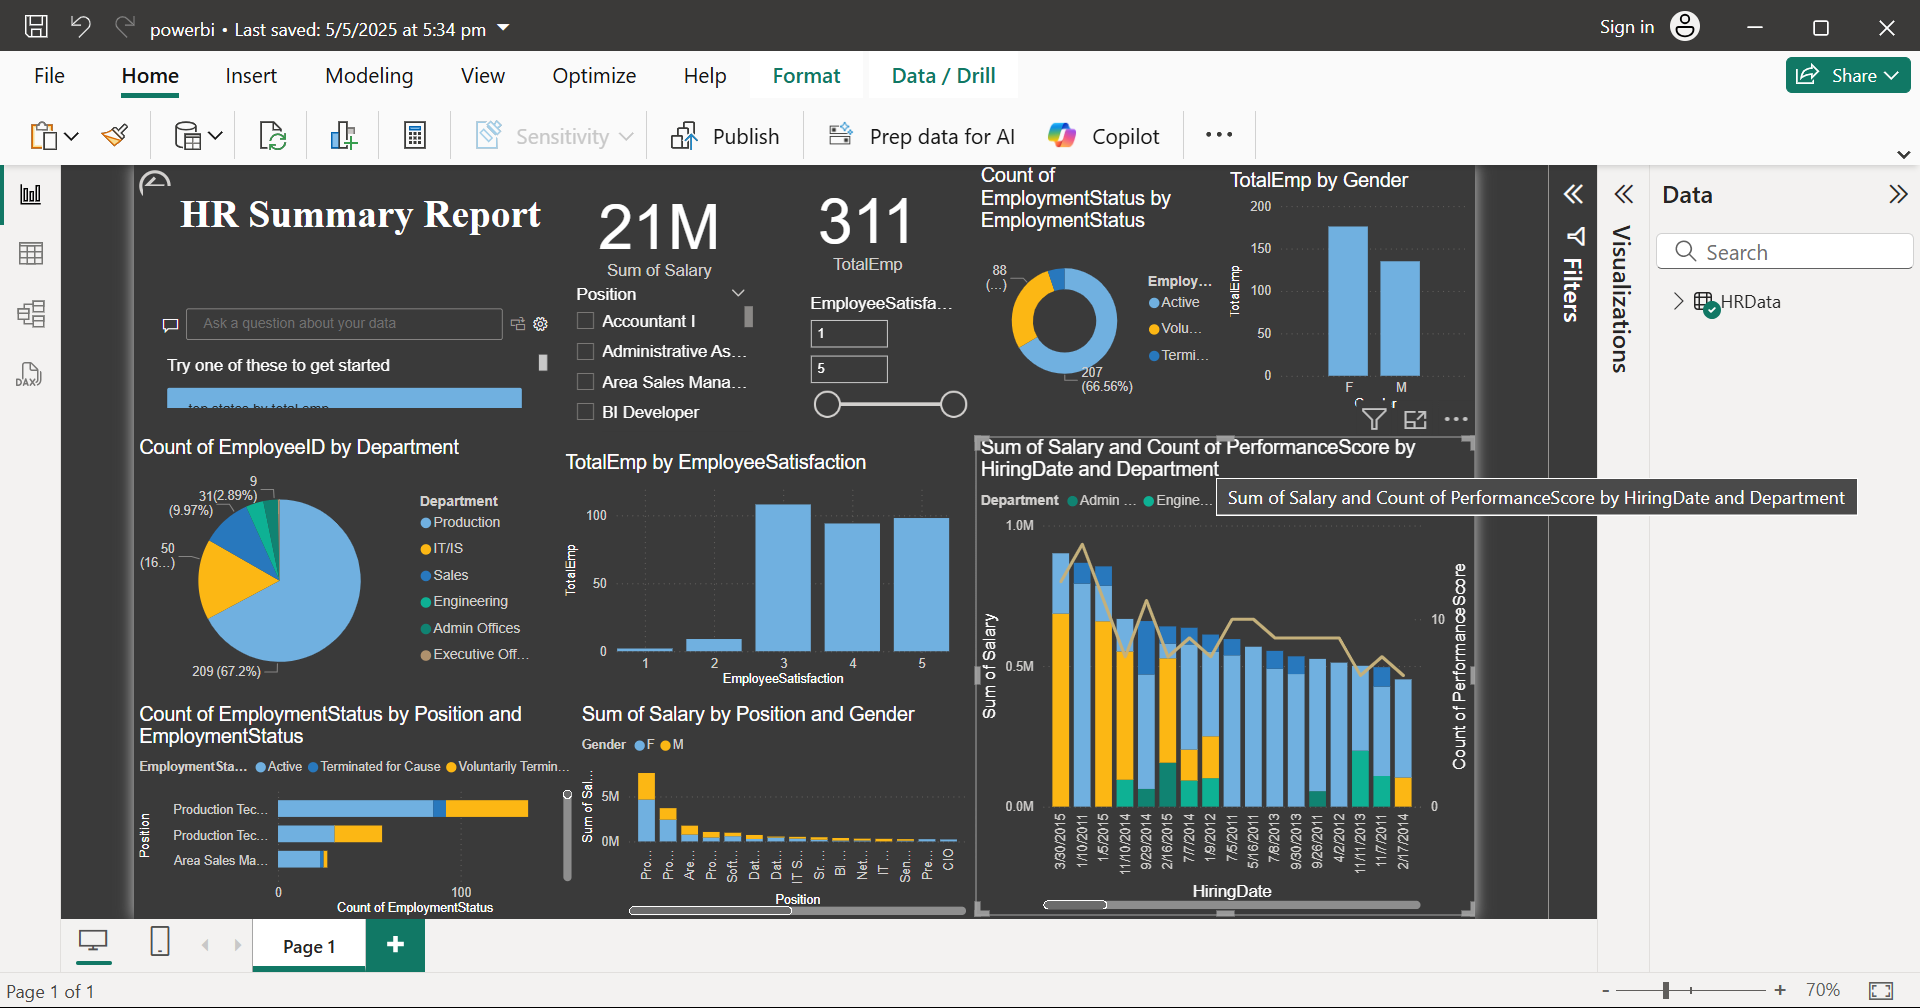 powerbi • Last saved: 5/5/2025 at 5:34 pm
Sign in
File Home Insert Modeling View Optimize Help Format Data / Drill
Share
Sensitivity
Publish
Prep data for AI
Copilot
HR Summary Report
Ask a question about your data
Try one of these to get started
top states by total emp
21M
Sum of Salary
311
TotalEmp
Position
Accountant I
Administrative As...
Area Sales Mana...
BI Developer
EmployeeSatisfa...
1
5
Count of
EmploymentStatus by
EmploymentStatus
88
(...)
207
(66.56%)
Employ...
Active
Volu...
Termi...
TotalEmp by Gender
200
150
100
50
0
TotalEmp
F M
Count of EmployeeID by Department
9
(2.89%)
31
(9.97%)
50
(16...)
209 (67.2%)
Department
Production
IT/IS
Sales
Engineering
Admin Offices
Executive Off...
TotalEmp by EmployeeSatisfaction
100
50
0
TotalEmp
1 2 3 4 5
EmployeeSatisfaction
Sum of Salary and Count of PerformanceScore by
HiringDate and Department
Department Admin ... Engine...
Sum of Salary and Count of PerformanceScore by HiringDate and Department
1.0M
0.5M
0.0M
Sum of Salary
10
0
Count of PerformanceScore
3/30/2015
1/10/2011
1/5/2015
11/10/2014
9/29/2014
2/16/2015
7/7/2014
1/9/2012
7/5/2011
5/16/2011
7/8/2013
9/30/2013
9/26/2011
4/2/2012
11/11/2013
11/7/2011
2/17/2014
HiringDate
Count of EmploymentStatus by Position and
EmploymentStatus
EmploymentSta... Active Terminated for Cause Voluntarily Termin...
Position
Production Tec...
Production Tec...
Area Sales Ma...
0 100
Count of EmploymentStatus
Sum of Salary by Position and Gender
Gender F M
Sum of Sal...
5M
0M
Pro...
Pro...
Are...
Pro...
Soft...
Dat...
Dat...
IT S...
Sr. ...
BI ...
Net...
IT ...
Sen...
Pre...
CIO
Position
Filters
Visualizations
Data
Search
HRData
DAX
Page 1
Page 1 of 1
- + 70%